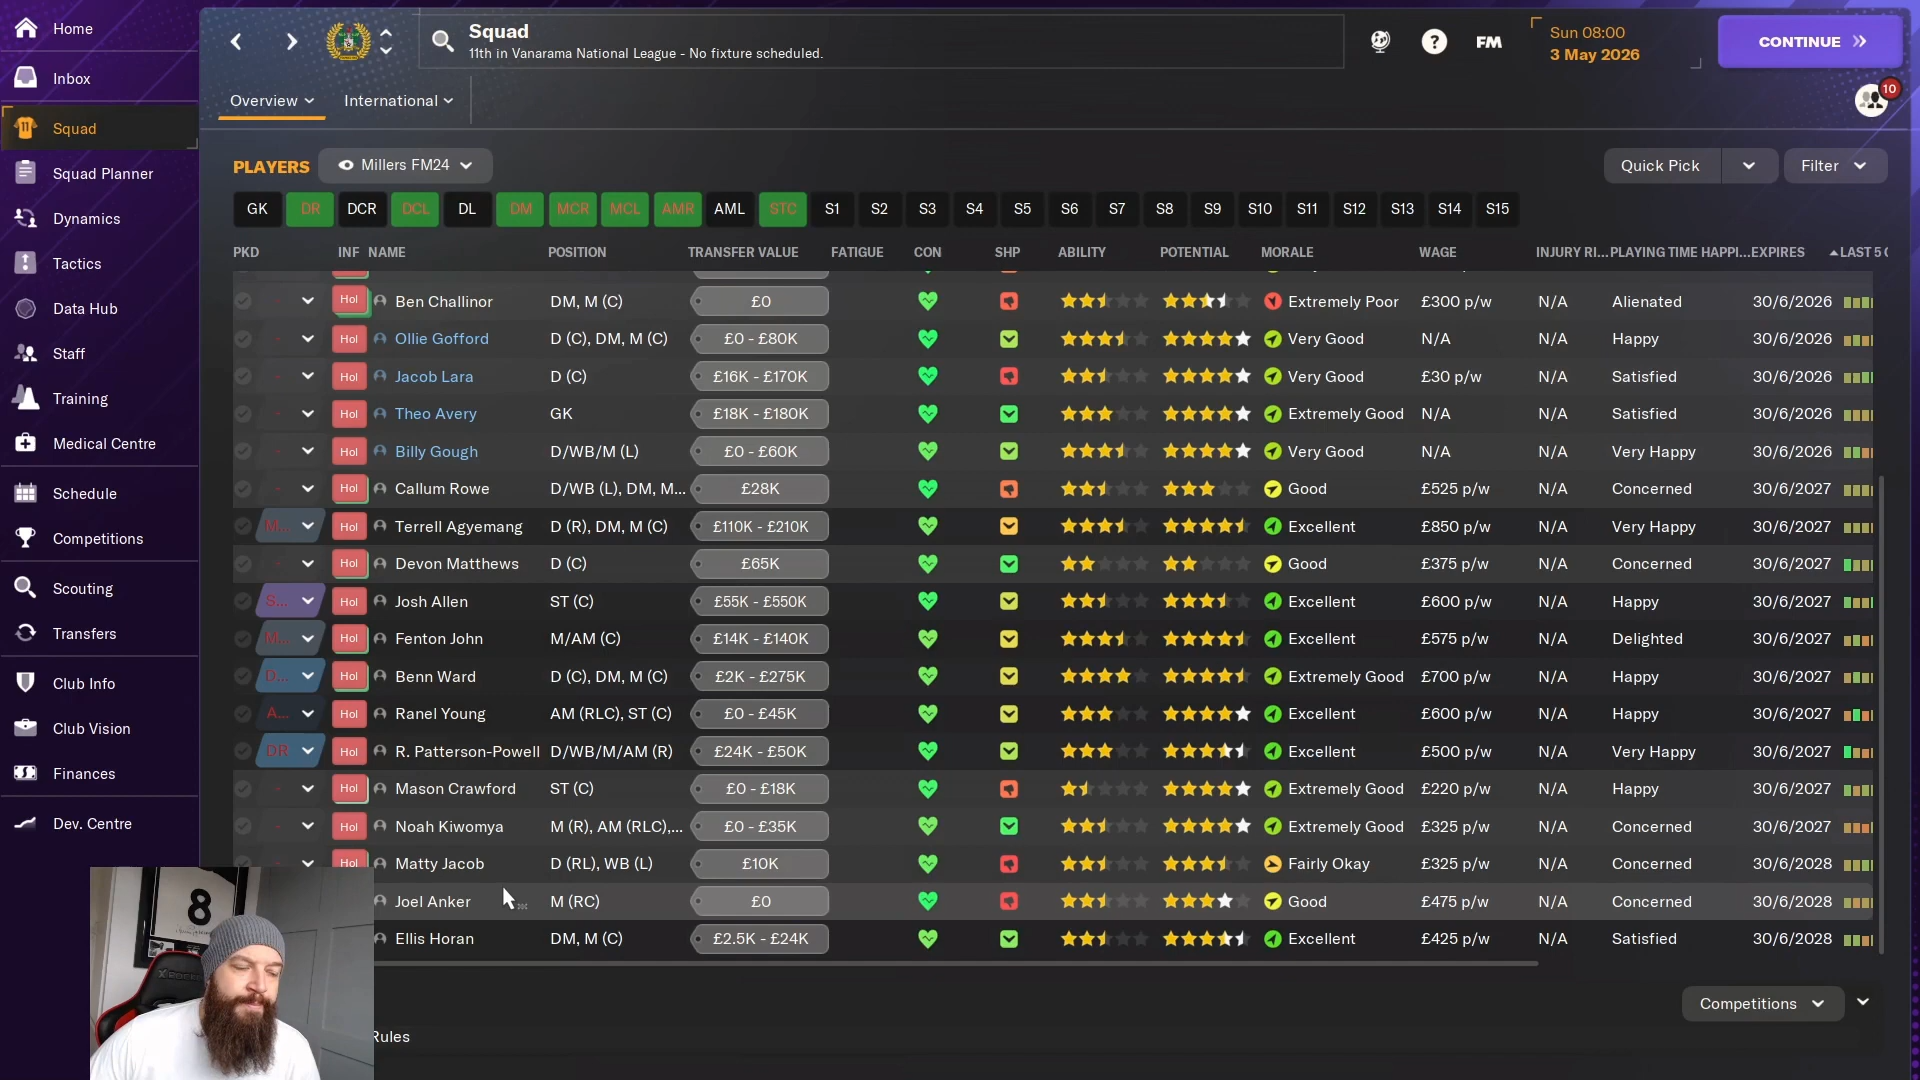 Home
Inbox
Squad
Squad Planner
Dynamics
Tactics
Data Hub
Staff
Training
Medical Centre
Schedule
Competitions
Scouting
Transfers
Club Info
Club Vision
Finances
Dev. Centre
Squad
11th in Vanarama National League - No fixture scheduled.
?
FM
Sun 08:00
3 May 2026
CONTINUE
10
Overview International
PLAYERS Millers FM24 Quick Pick Filter
GK DR DCR DCL DL DM MCR MCL AMR AML STC S1 S2 S3 S4 S5 S6 S7 S8 S9 S10 S11 S12 S13 S14 S15
PKD INF NAME POSITION TRANSFER VALUE FATIGUE CON SHP ABILITY POTENTIAL MORALE WAGE INJURY RI... PLAYING TIME HAPPI... EXPIRES LAST 5
- Hol Ben Challinor DM, M (C) £0 Extremely Poor £300 p/w N/A Alienated 30/6/2026
- Hol Ollie Gofford D (C), DM, M (C) £0 - £80K Very Good N/A N/A Happy 30/6/2026
- Hol Jacob Lara D (C) £16K - £170K Very Good £30 p/w N/A Satisfied 30/6/2026
- Hol Theo Avery GK £18K - £180K Extremely Good N/A N/A Satisfied 30/6/2026
- Hol Billy Gough D/WB/M (L) £0 - £60K Very Good N/A N/A Very Happy 30/6/2026
- Hol Callum Rowe D/WB (L), DM, M... £28K Good £525 p/w N/A Concerned 30/6/2027
M... Hol Terrell Agyemang D (R), DM, M (C) £110K - £210K Excellent £850 p/w N/A Very Happy 30/6/2027
- Hol Devon Matthews D (C) £65K Good £375 p/w N/A Concerned 30/6/2027
S... Hol Josh Allen ST (C) £55K - £550K Excellent £600 p/w N/A Happy 30/6/2027
M... Hol Fenton John M/AM (C) £14K - £140K Excellent £575 p/w N/A Delighted 30/6/2027
D... Hol Benn Ward D (C), DM, M (C) £2K - £275K Extremely Good £700 p/w N/A Happy 30/6/2027
A... Hol Ranel Young AM (RLC), ST (C) £0 - £45K Excellent £600 p/w N/A Happy 30/6/2027
DR Hol R. Patterson-Powell D/WB/M/AM (R) £24K - £50K Excellent £500 p/w N/A Very Happy 30/6/2027
- Hol Mason Crawford ST (C) £0 - £18K Extremely Good £220 p/w N/A Happy 30/6/2027
- Hol Noah Kiwomya M (R), AM (RLC),... £0 - £35K Extremely Good £325 p/w N/A Concerned 30/6/2027
- Hol Matty Jacob D (RL), WB (L) £10K Fairly Okay £325 p/w N/A Concerned 30/6/2028
Joel Anker M (RC) £0 Good £475 p/w N/A Concerned 30/6/2028
Ellis Horan DM, M (C) £2.5K - £24K Excellent £425 p/w N/A Satisfied 30/6/2028
Competitions
Rules
8